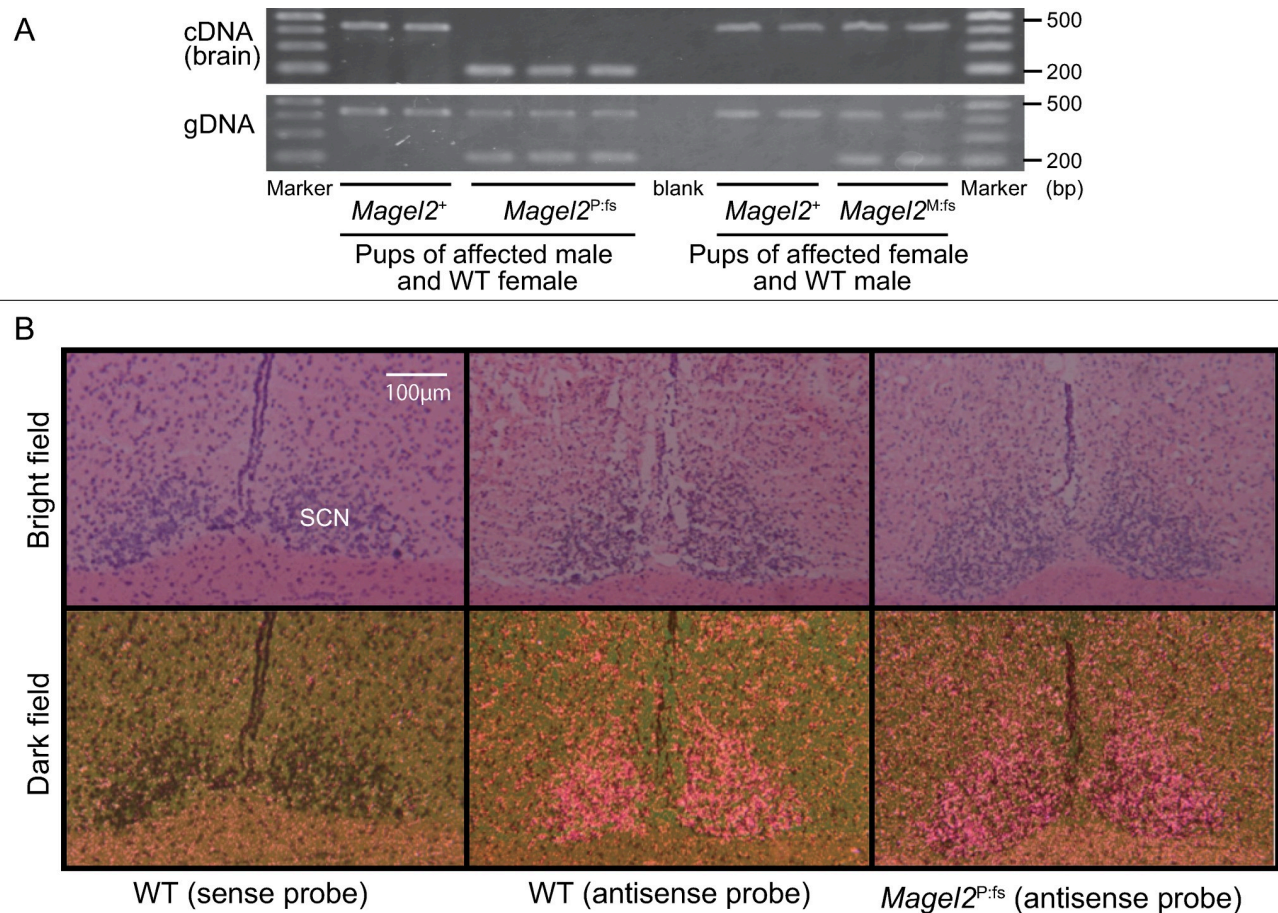 A
cDNA
(brain)
500
200
gDNA
500
200
Marker
blank
Marker
(bp)
Magel2⁺
Magel2ᴾ:ᶠˢ
Magel2⁺
Magel2ᴹ:ᶠˢ
Pups of affected male
and WT female
Pups of affected female
and WT male
B
Bright field
100µm
SCN
Dark field
WT (sense probe)
WT (antisense probe)
Magel2ᴾ:ᶠˢ (antisense probe)